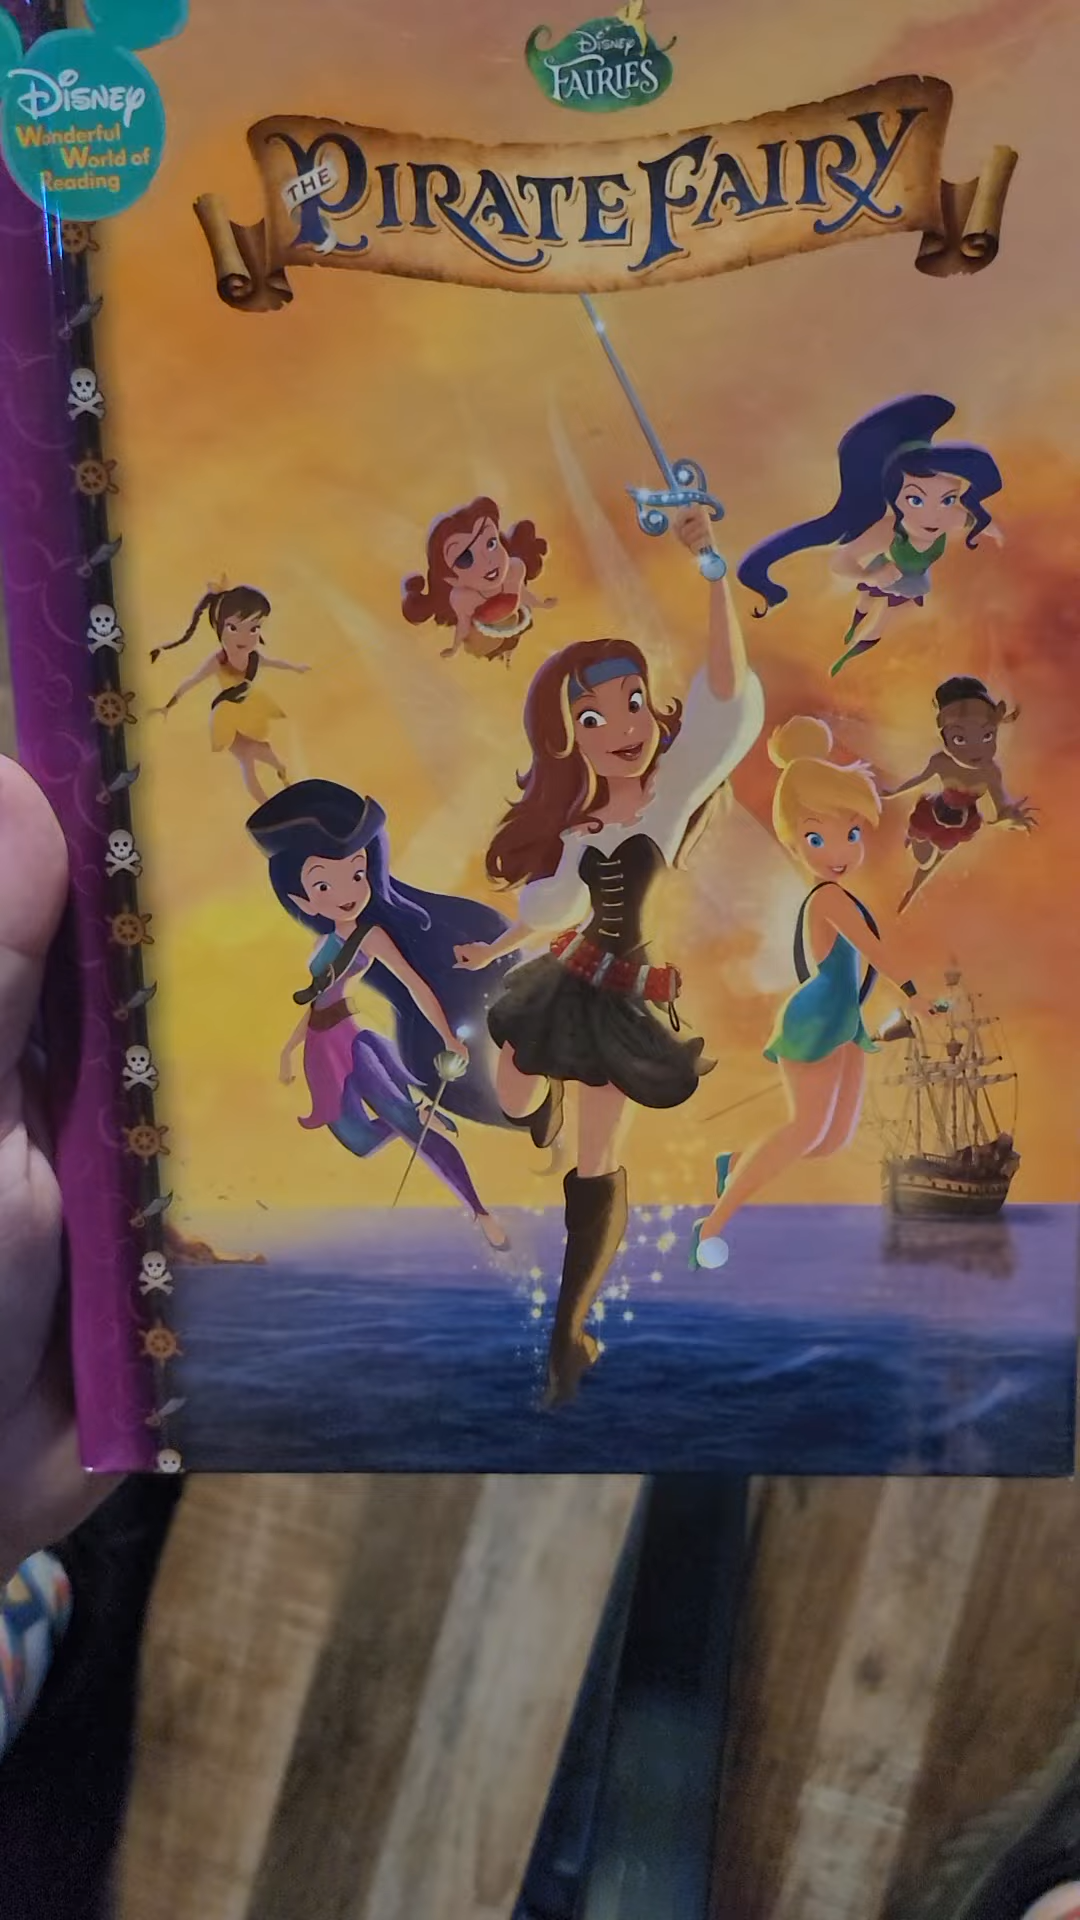 Disney
Wonderful
World of
Reading
Disney
FAIRIES
THE PIRATE FAIRY